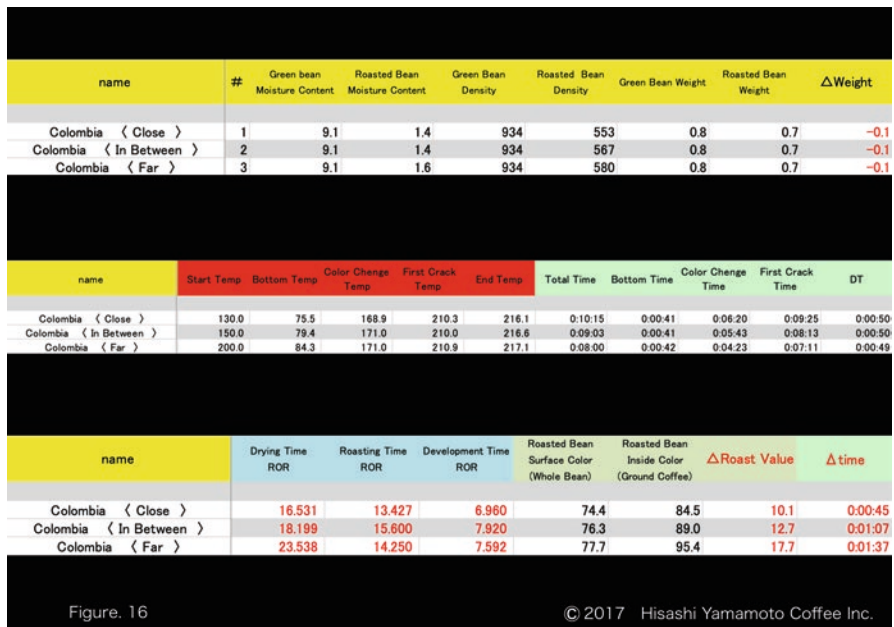 name # Green bean Moisture Content Roasted Bean Moisture Content Green Bean Density Roasted Bean Density Green Bean Weight Roasted Bean Weight ΔWeight
Colombia 〈 Close 〉 1 9.1 1.4 934 553 0.8 0.7 -0.1
Colombia 〈 In Between 〉 2 9.1 1.4 934 567 0.8 0.7 -0.1
Colombia 〈 Far 〉 3 9.1 1.6 934 580 0.8 0.7 -0.1
name Start Temp Bottom Temp Color Chenge Temp First Crack Temp End Temp Total Time Bottom Time Color Chenge Time First Crack Time DT
Colombia 〈 Close 〉 130.0 75.5 168.9 210.3 216.1 0:10:15 0:00:41 0:06:20 0:09:25 0:00:50
Colombia 〈 In Between 〉 150.0 79.4 171.0 210.0 216.6 0:09:03 0:00:41 0:05:43 0:08:13 0:00:50
Colombia 〈 Far 〉 200.0 84.3 171.0 210.9 217.1 0:08:00 0:00:42 0:04:23 0:07:11 0:00:49
name Drying Time ROR Roasting Time ROR Development Time ROR Roasted Bean Surface Color (Whole Bean) Roasted Bean Inside Color (Ground Coffee) ΔRoast Value Δtime
Colombia 〈 Close 〉 16.531 13.427 6.960 74.4 84.5 10.1 0:00:45
Colombia 〈 In Between 〉 18.199 15.600 7.920 76.3 89.0 12.7 0:01:07
Colombia 〈 Far 〉 23.538 14.250 7.592 77.7 95.4 17.7 0:01:37
Figure. 16
© 2017 Hisashi Yamamoto Coffee Inc.